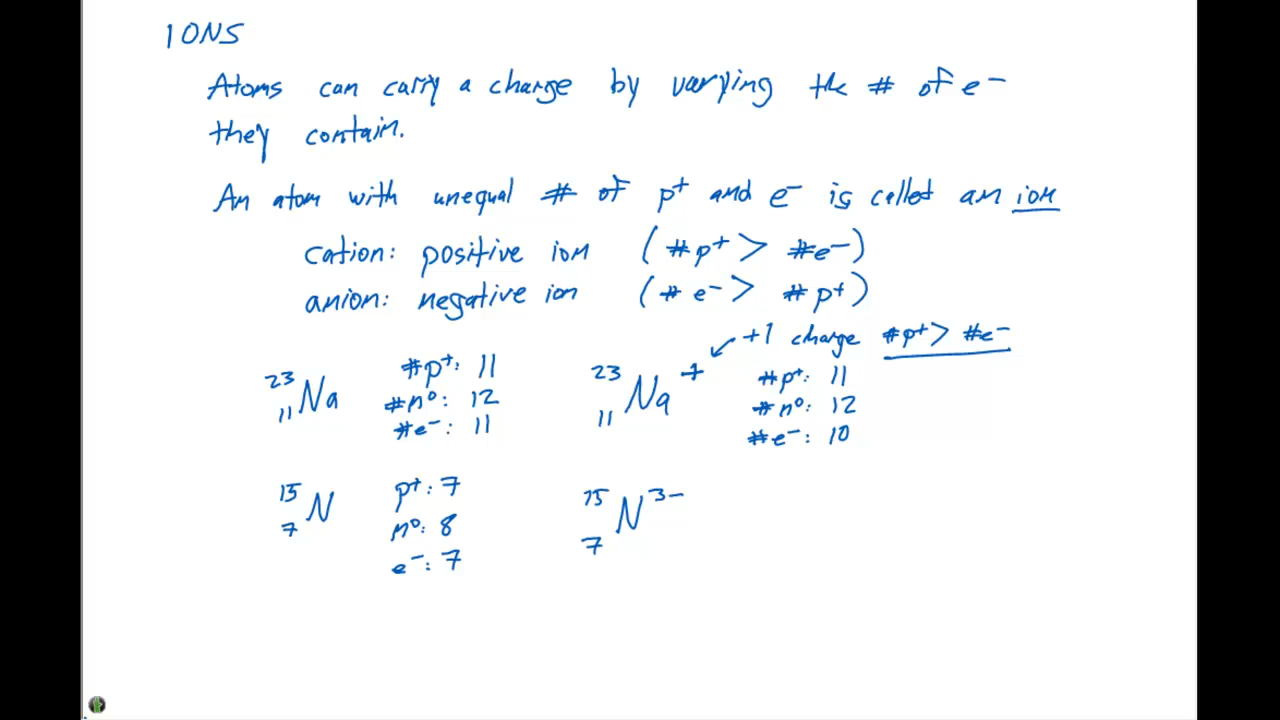 IONS
Atoms can carry a charge by varying the # of e⁻
they contain.
An atom with unequal # of p⁺ and e⁻ is called an ion
cation: positive ion (#p⁺ > #e⁻)
anion: negative ion (# e⁻ > # p⁺)
+1 charge #p⁺ > #e⁻
²³₁₁Na #p⁺: 11 ²³₁₁Na⁺ #p⁺: 11
#n⁰: 12 #n⁰: 12
#e⁻: 11 #e⁻: 10
¹⁵₇N p⁺: 7 ¹⁵₇N³⁻
n⁰: 8
e⁻: 7